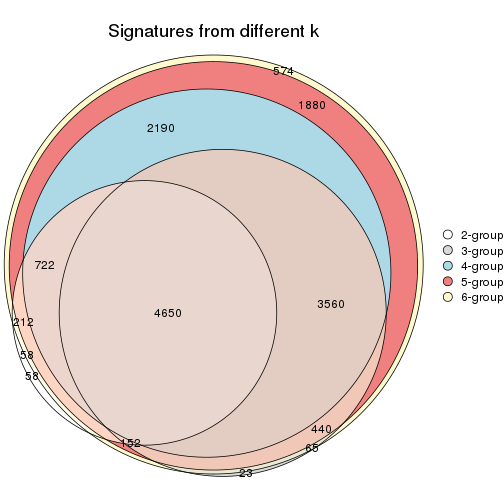 Signatures from different k
574
1880
2190
722
4650
3560
212
58
58
152
440
65
23
2-group
3-group
4-group
5-group
6-group